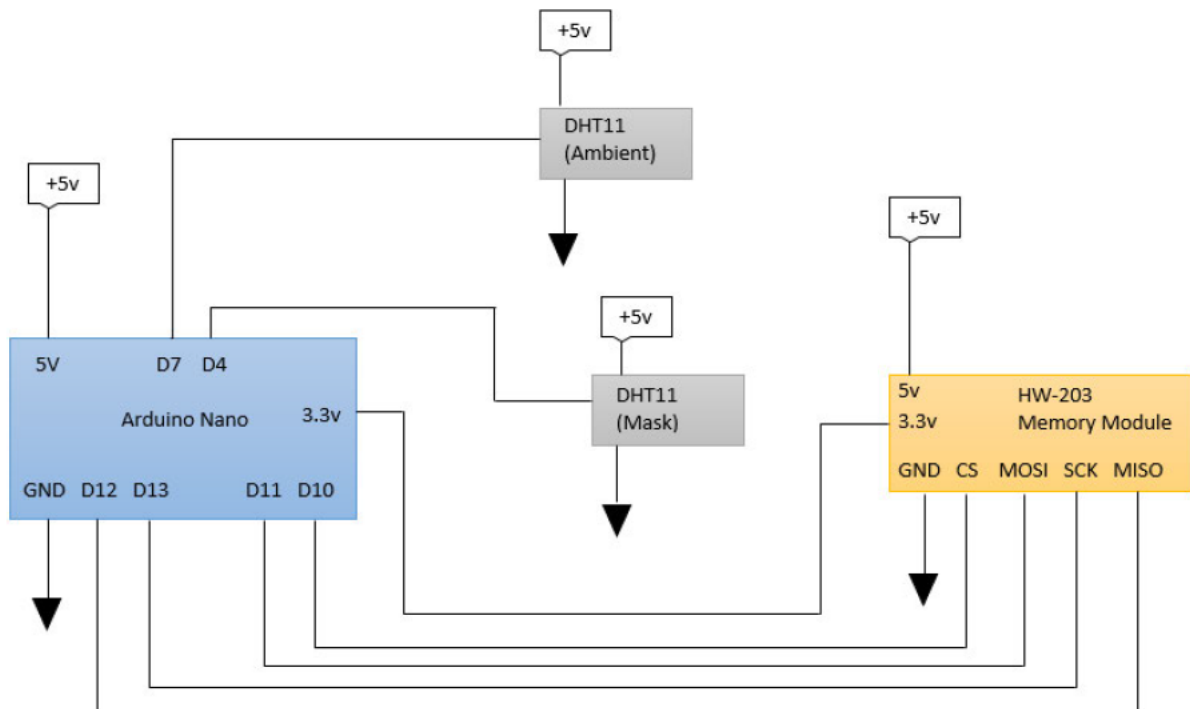 +5v
DHT11
(Ambient)
+5v
+5v
+5v
5V
D7 D4
Arduino Nano
3.3v
GND D12 D13 D11 D10
DHT11
(Mask)
5v
3.3v
HW-203
Memory Module
GND CS MOSI SCK MISO